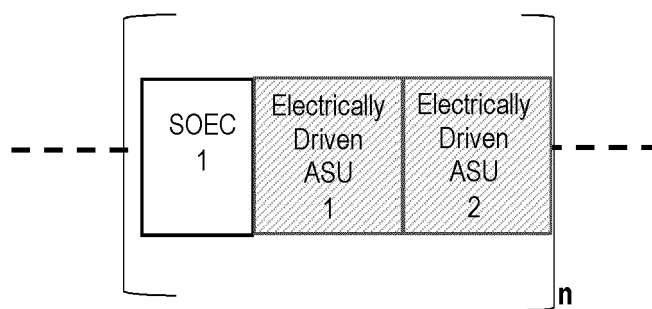 SOEC
1
Electrically
Driven
ASU
1
Electrically
Driven
ASU
2
n